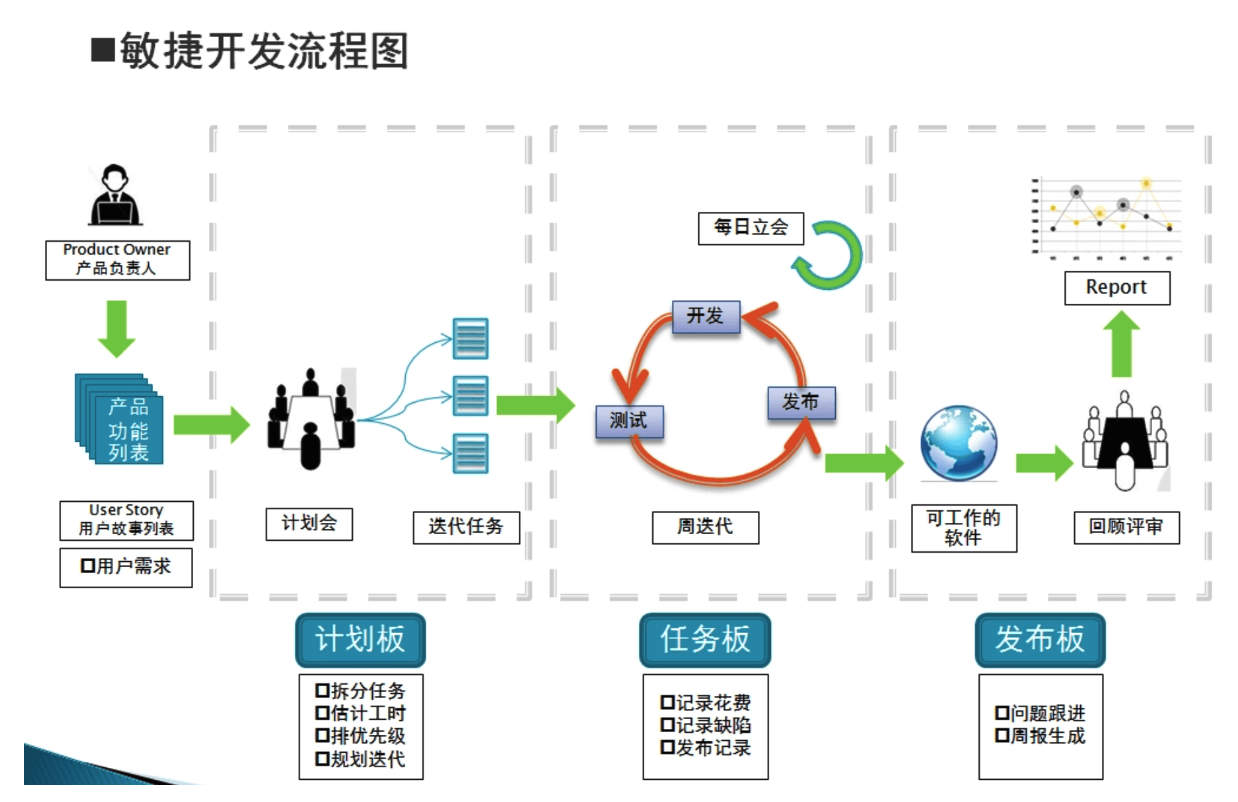 ■敏捷开发流程图
Product Owner
产品负责人
产品
功能
列表
User Story
用户故事列表
用户需求
计划会
迭代任务
计划板
拆分任务
估计工时
排优先级
规划迭代
每日立会
开发
测试
发布
周迭代
任务板
记录花费
记录缺陷
发布记录
Report
可工作的
软件
回顾评审
发布板
问题跟进
周报生成